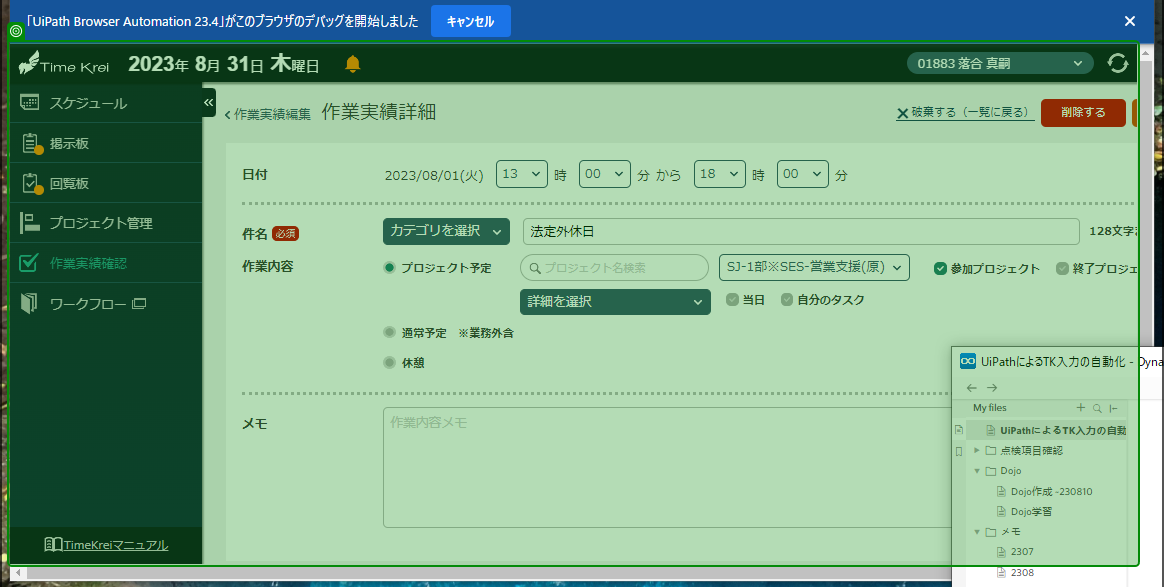 「UiPath Browser Automation 23.4」がこのブラウザのデバッグを開始しました
キャンセル
Time Krei
2023年 8月 31日 木曜日
01883 落合 真嗣
スケジュール
掲示板
回覧板
プロジェクト管理
作業実績確認
ワークフロー
TimeKreiマニュアル
作業実績編集 作業実績詳細
破棄する（一覧に戻る）
削除する
日付
2023/08/01(火) 13 時 00 分 から 18 時 00 分
件名 必須
カテゴリを選択
法定外休日
128文字
作業内容
プロジェクト予定
プロジェクト名検索
SJ-1部※SES-営業支援(原)
参加プロジェクト
終了プロジェ
詳細を選択
当日
自分のタスク
通常予定 ※業務外含
休憩
メモ
作業内容メモ
UiPathによるTK入力の自動化 - Dyna
My files
UiPathによるTK入力の自動
点検項目確認
Dojo
Dojo作成 -230810
Dojo学習
メモ
2307
2308